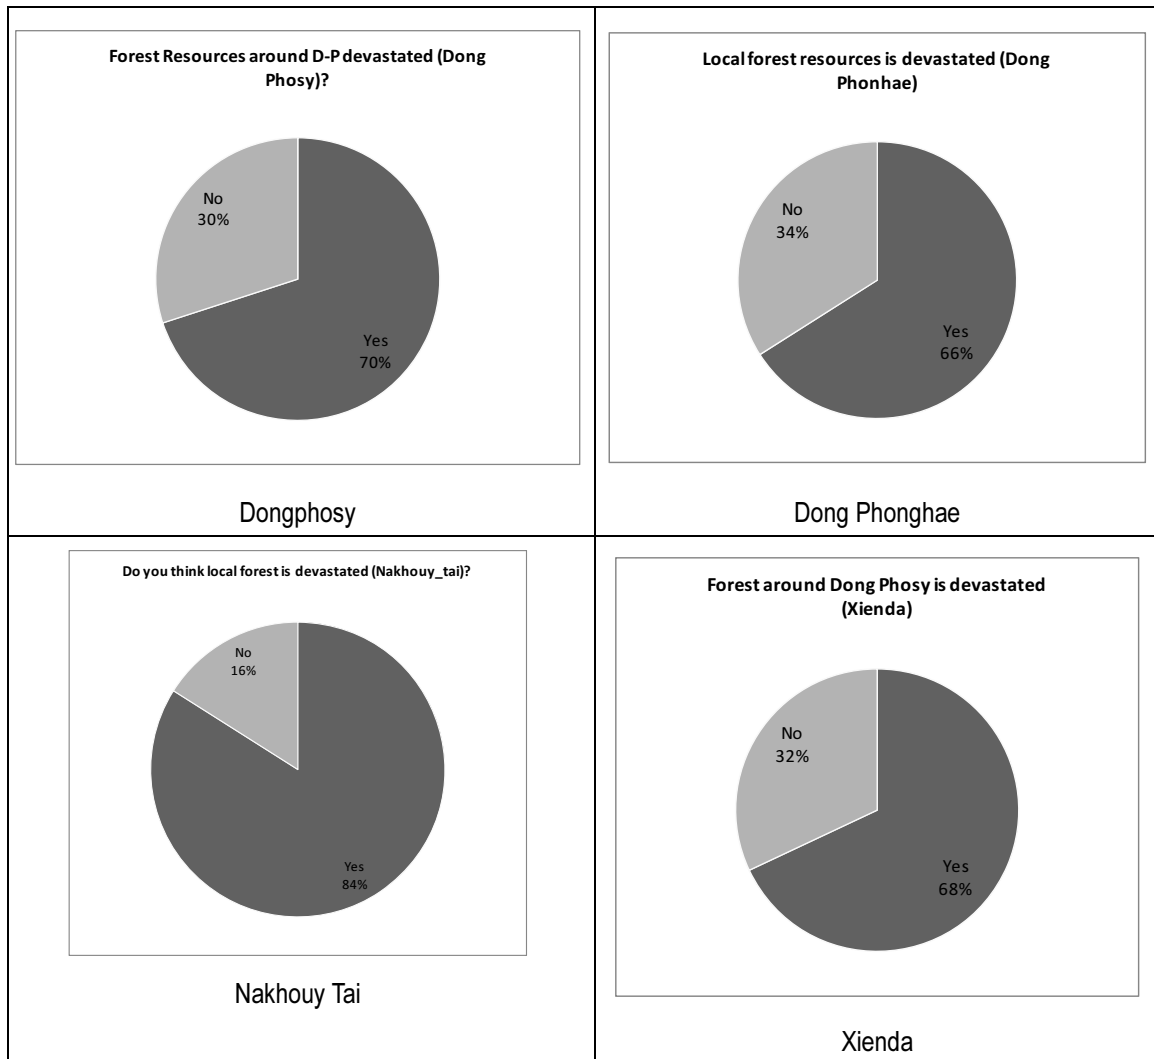 Forest Resources around D-P devastated (Dong
Phosy)?
No
30%
Yes
70%
Dongphosy
Local forest resources is devastated (Dong
Phonhae)
No
34%
Yes
66%
Dong Phonghae
Do you think local forest is devastated (Nakhouy_tai)?
No
16%
Yes
84%
Nakhouy Tai
Forest around Dong Phosy is devastated
(Xienda)
No
32%
Yes
68%
Xienda